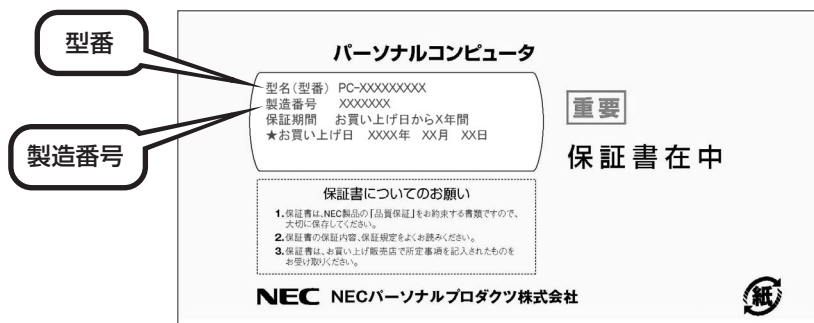 型番
製造番号
パーソナルコンピュータ
型名(型番) PC-XXXXXXXXX
製造番号 XXXXXXX
保証期間 お買い上げ日からX年間
★お買い上げ日 XXXX年 XX月 XX日
重要
保証書在中
保証書についてのお願い
1.保証書は、NEC製品の「品質保証」をお約束する書類ですので、
大切に保存してください。
2.保証書の保証内容、保証規定をよくお読みください。
3.保証書は、お買い上げ販売店で所定事項を記入されたものを
お受け取りください。
NEC NECパーソナルプロダクツ株式会社
紙